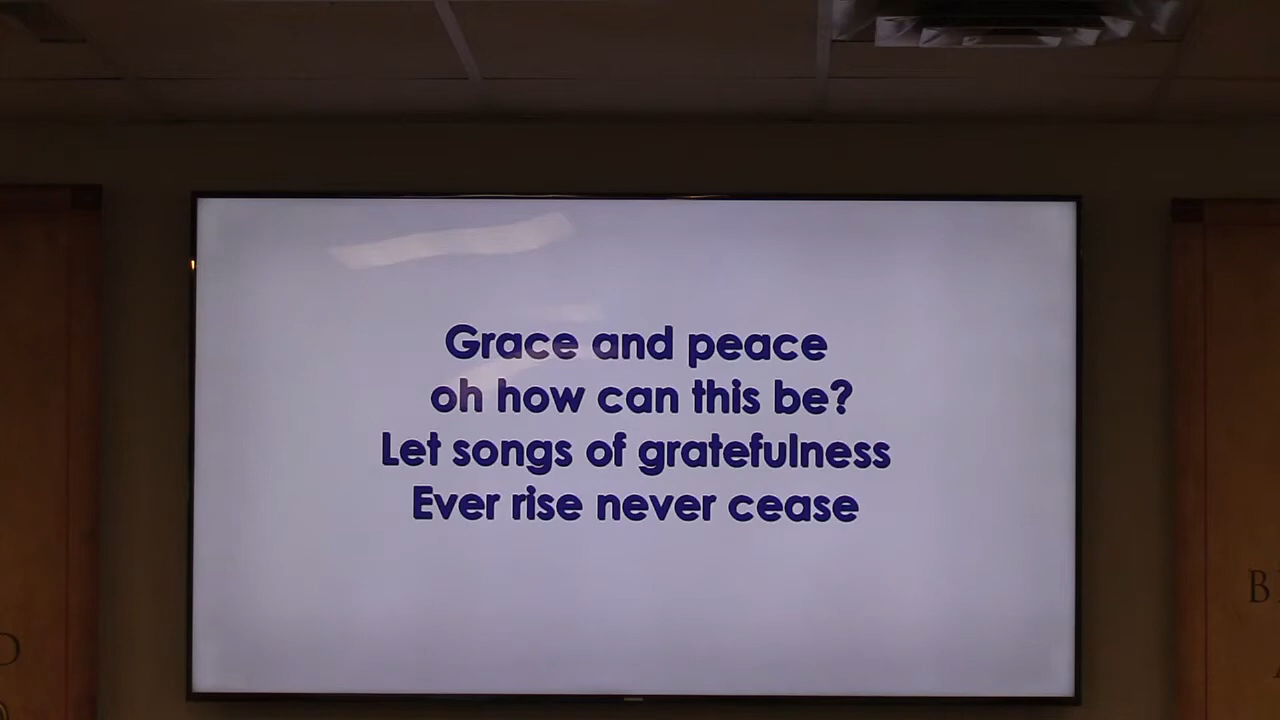 Grace and peace
oh how can this be?
Let songs of gratefulness
Ever rise never cease